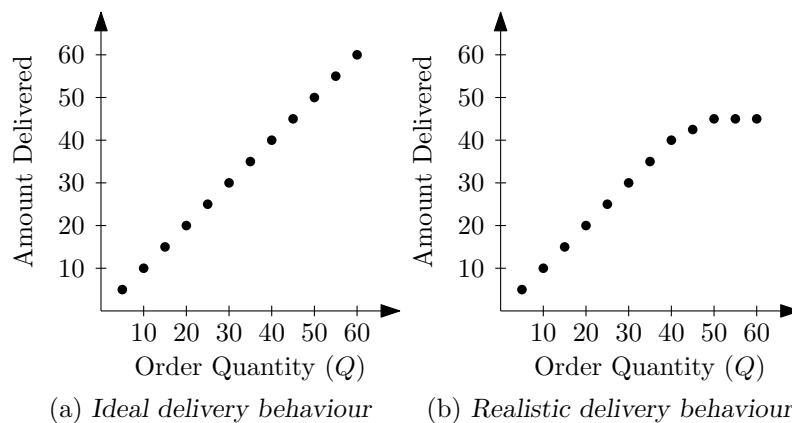 60
50
40
30
20
10
Amount Delivered
10 20 30 40 50 60
Order Quantity (Q)
(a) Ideal delivery behaviour
60
50
40
30
20
10
Amount Delivered
10 20 30 40 50 60
Order Quantity (Q)
(b) Realistic delivery behaviour